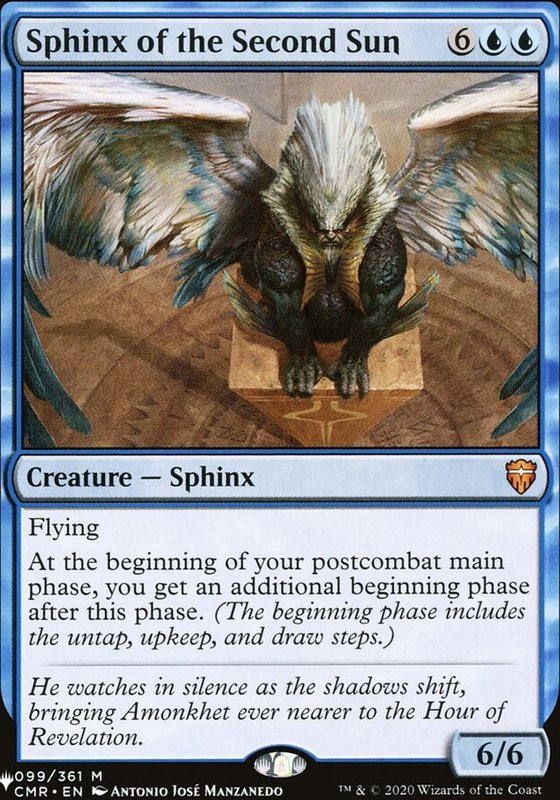 Sphinx of the Second Sun 6
Creature — Sphinx
Flying
At the beginning of your postcombat main
phase, you get an additional beginning phase
after this phase. (The beginning phase includes
the untap, upkeep, and draw steps.)
He watches in silence as the shadows shift,
bringing Amonkhet ever nearer to the Hour of
Revelation.
6/6
099/361 M
CMR • EN Antonio José Manzanedo
™ & © 2020 Wizards of the Coast